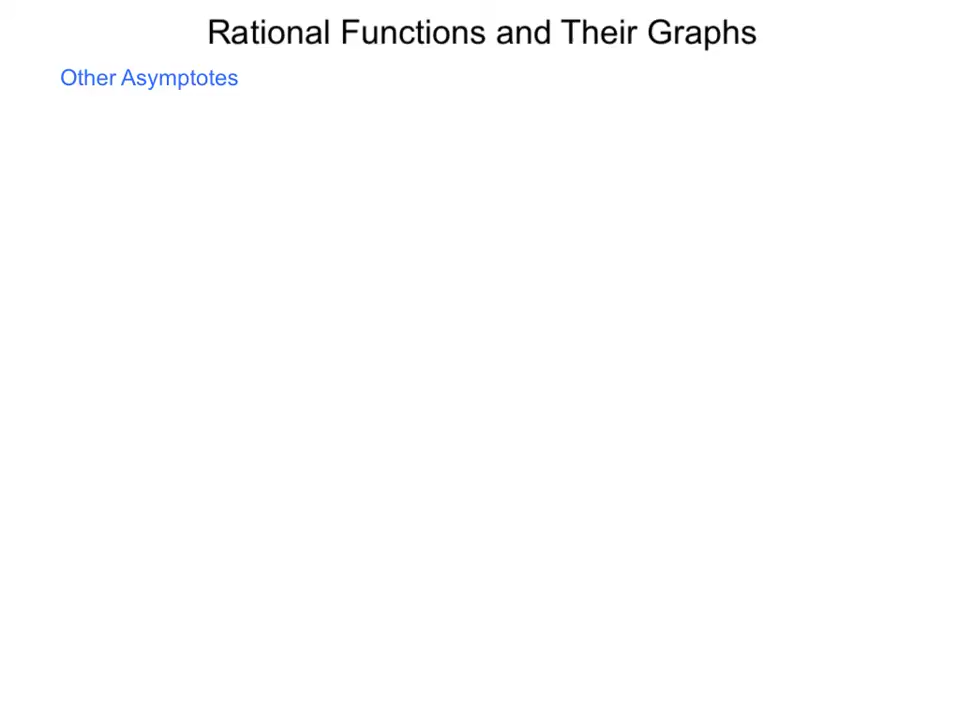 Rational Functions and Their Graphs
Other Asymptotes